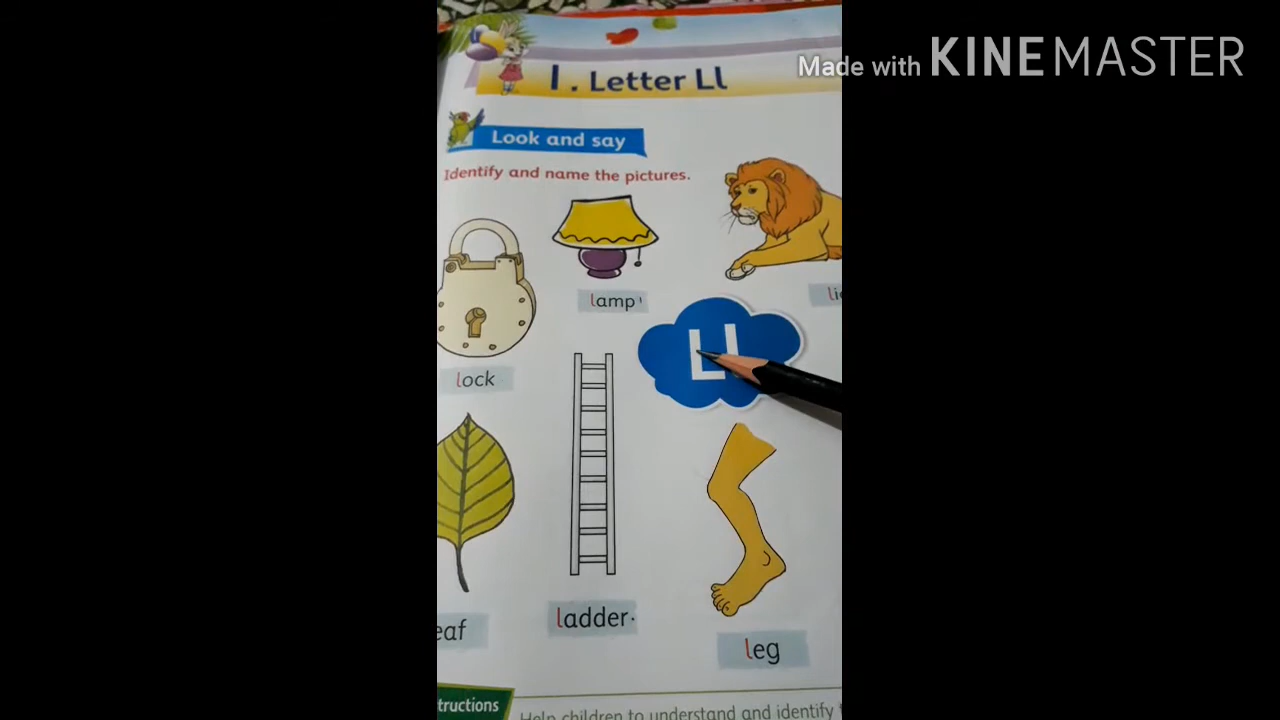 Made with KINEMASTER
1. Letter Ll
Look and say
Identify and name the pictures.
lamp
lock
Ll
ladder
leg
Help children to understand and identify